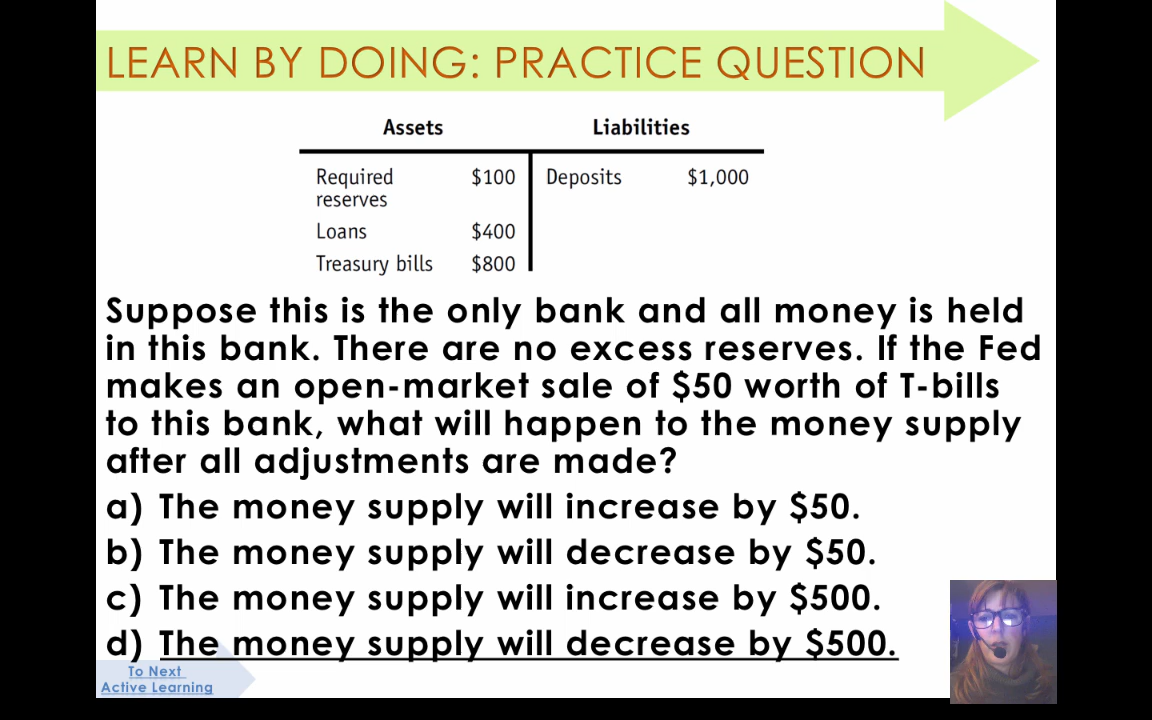 LEARN BY DOING: PRACTICE QUESTION
Assets Liabilities
Required reserves $100 Deposits $1,000
Loans $400
Treasury bills $800
Suppose this is the only bank and all money is held
in this bank. There are no excess reserves. If the Fed
makes an open-market sale of $50 worth of T-bills
to this bank, what will happen to the money supply
after all adjustments are made?
a) The money supply will increase by $50.
b) The money supply will decrease by $50.
c) The money supply will increase by $500.
d) The money supply will decrease by $500.
To Next
Active Learning